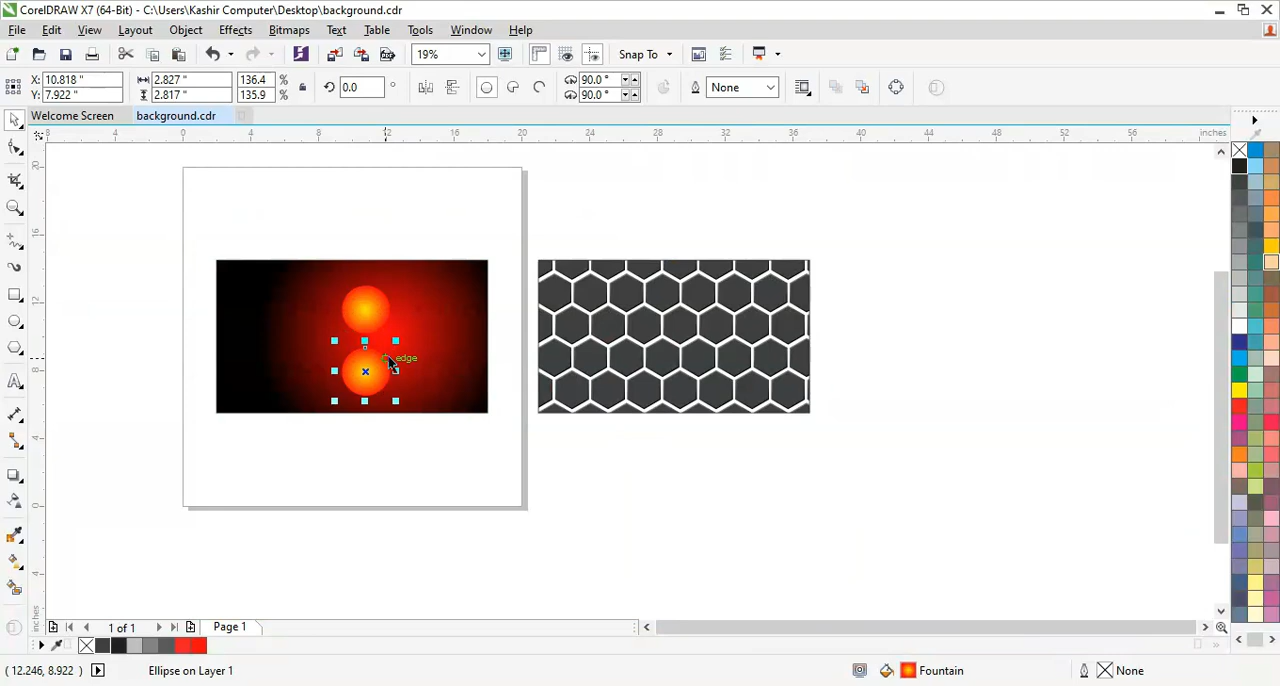 CorelDRAW X7 (64-Bit) - C:\Users\Kashir Computer\Desktop\background.cdr
File Edit View Layout Object Effects Bitmaps Text Table Tools Window Help
19% Snap To
X: 10.818 " 2.827 " 136.4 % 0.0 90.0 ° None
Y: 7.922 " 2.817 " 135.9 % 90.0 °
Welcome Screen background.cdr
8 4 0 4 8 12 16 20 24 28 32 36 40 44 48 52 56 inches
20
16
12
8
4
0
4
inches
edge
1 of 1 Page 1
( 12.246, 8.922 ) Ellipse on Layer 1 Fountain None